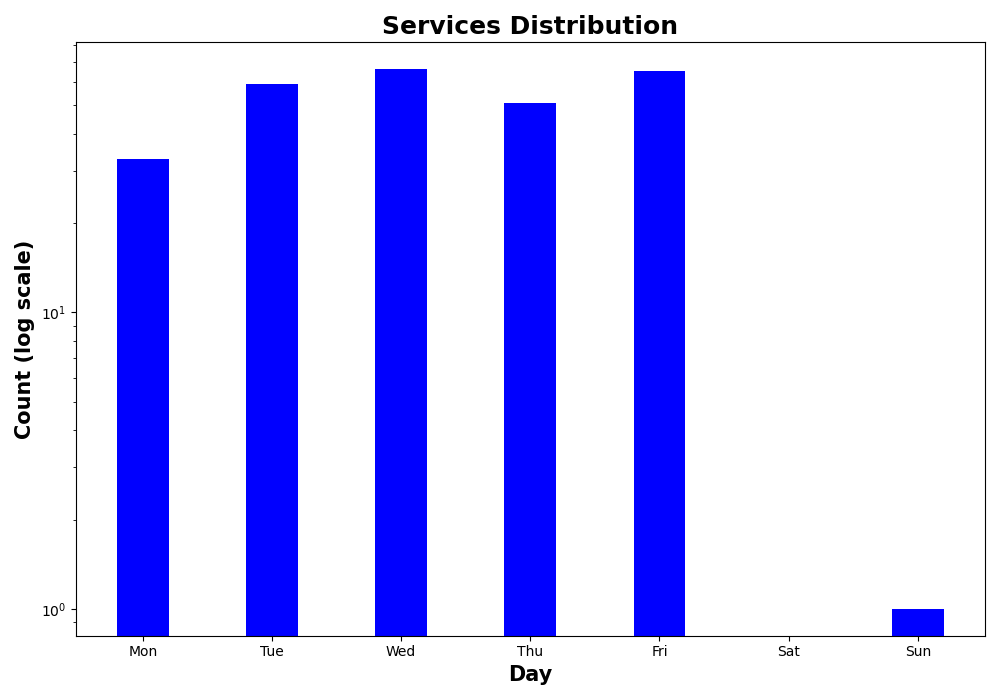 Services Distribution
Count (log scale)
10¹
10⁰
Mon Tue Wed Thu Fri Sat Sun
Day